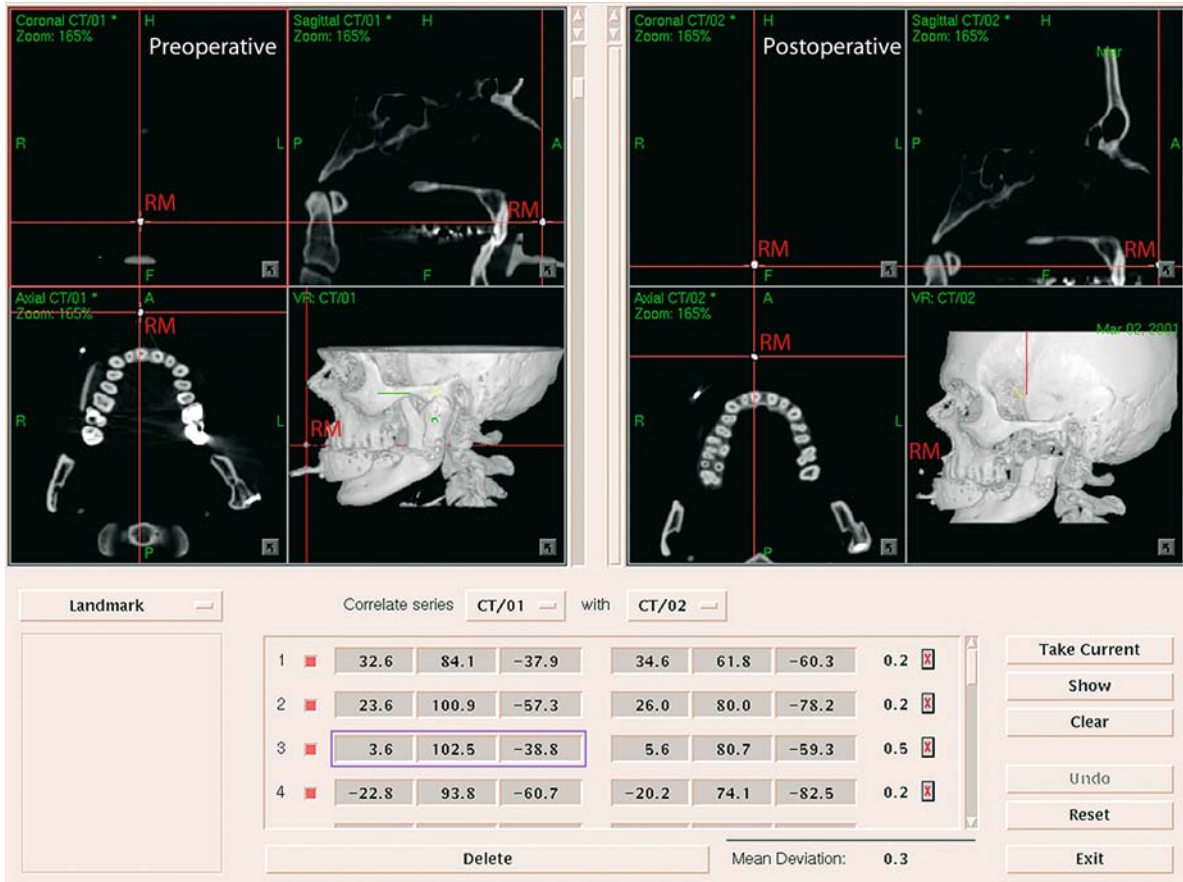 Coronal CT/01 *
Zoom: 165%
H
Preoperative
R
L
RM
F
Sagittal CT/01 *
Zoom: 165%
H
P
A
RM
F
Axial CT/01 *
Zoom: 165%
A
RM
R
L
P
VR: CT/01
RM
Coronal CT/02 *
Zoom: 165%
H
Postoperative
R
L
RM
F
Sagittal CT/02 *
Zoom: 165%
H
Mar
P
A
RM
F
Axial CT/02 *
Zoom: 165%
A
RM
R
L
P
VR: CT/02
Mar 02, 2001
RM
Landmark
Correlate series CT/01 with CT/02
1 32.6 84.1 -37.9 34.6 61.8 -60.3 0.2 X
2 23.6 100.9 -57.3 26.0 80.0 -78.2 0.2 X
3 3.6 102.5 -38.8 5.6 80.7 -59.3 0.5 X
4 -22.8 93.8 -60.7 -20.2 74.1 -82.5 0.2 X
Take Current
Show
Clear
Undo
Reset
Delete
Mean Deviation: 0.3
Exit